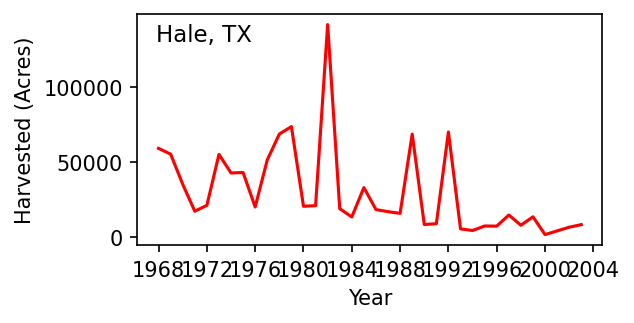 Hale, TX
Harvested (Acres)
100000
50000
0
1968 1972 1976 1980 1984 1988 1992 1996 2000 2004
Year